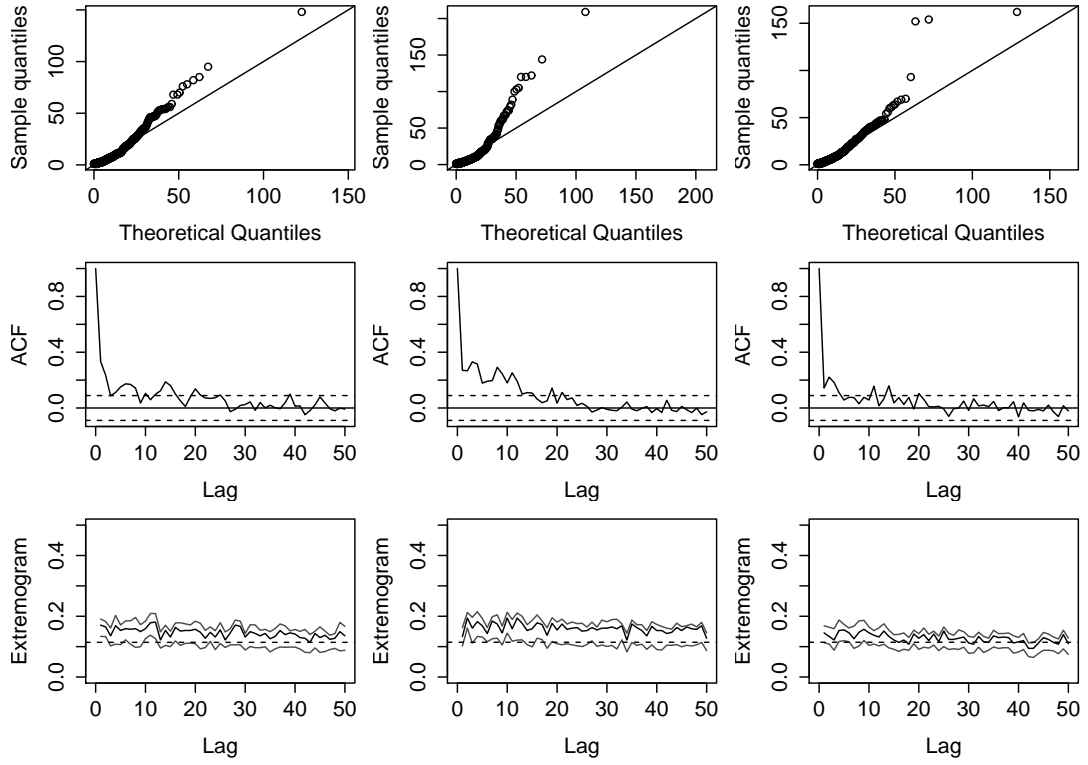 Sample quantiles
0 50 100
0 50 100 150
Theoretical Quantiles
Sample quantiles
0 50 150
0 50 100 150 200
Theoretical Quantiles
Sample quantiles
0 50 150
0 50 100 150
Theoretical Quantiles
ACF
0.0 0.4 0.8
0 10 20 30 40 50
Lag
ACF
0.0 0.4 0.8
0 10 20 30 40 50
Lag
ACF
0.0 0.4 0.8
0 10 20 30 40 50
Lag
Extremogram
0.0 0.2 0.4
0 10 20 30 40 50
Lag
Extremogram
0.0 0.2 0.4
0 10 20 30 40 50
Lag
Extremogram
0.0 0.2 0.4
0 10 20 30 40 50
Lag